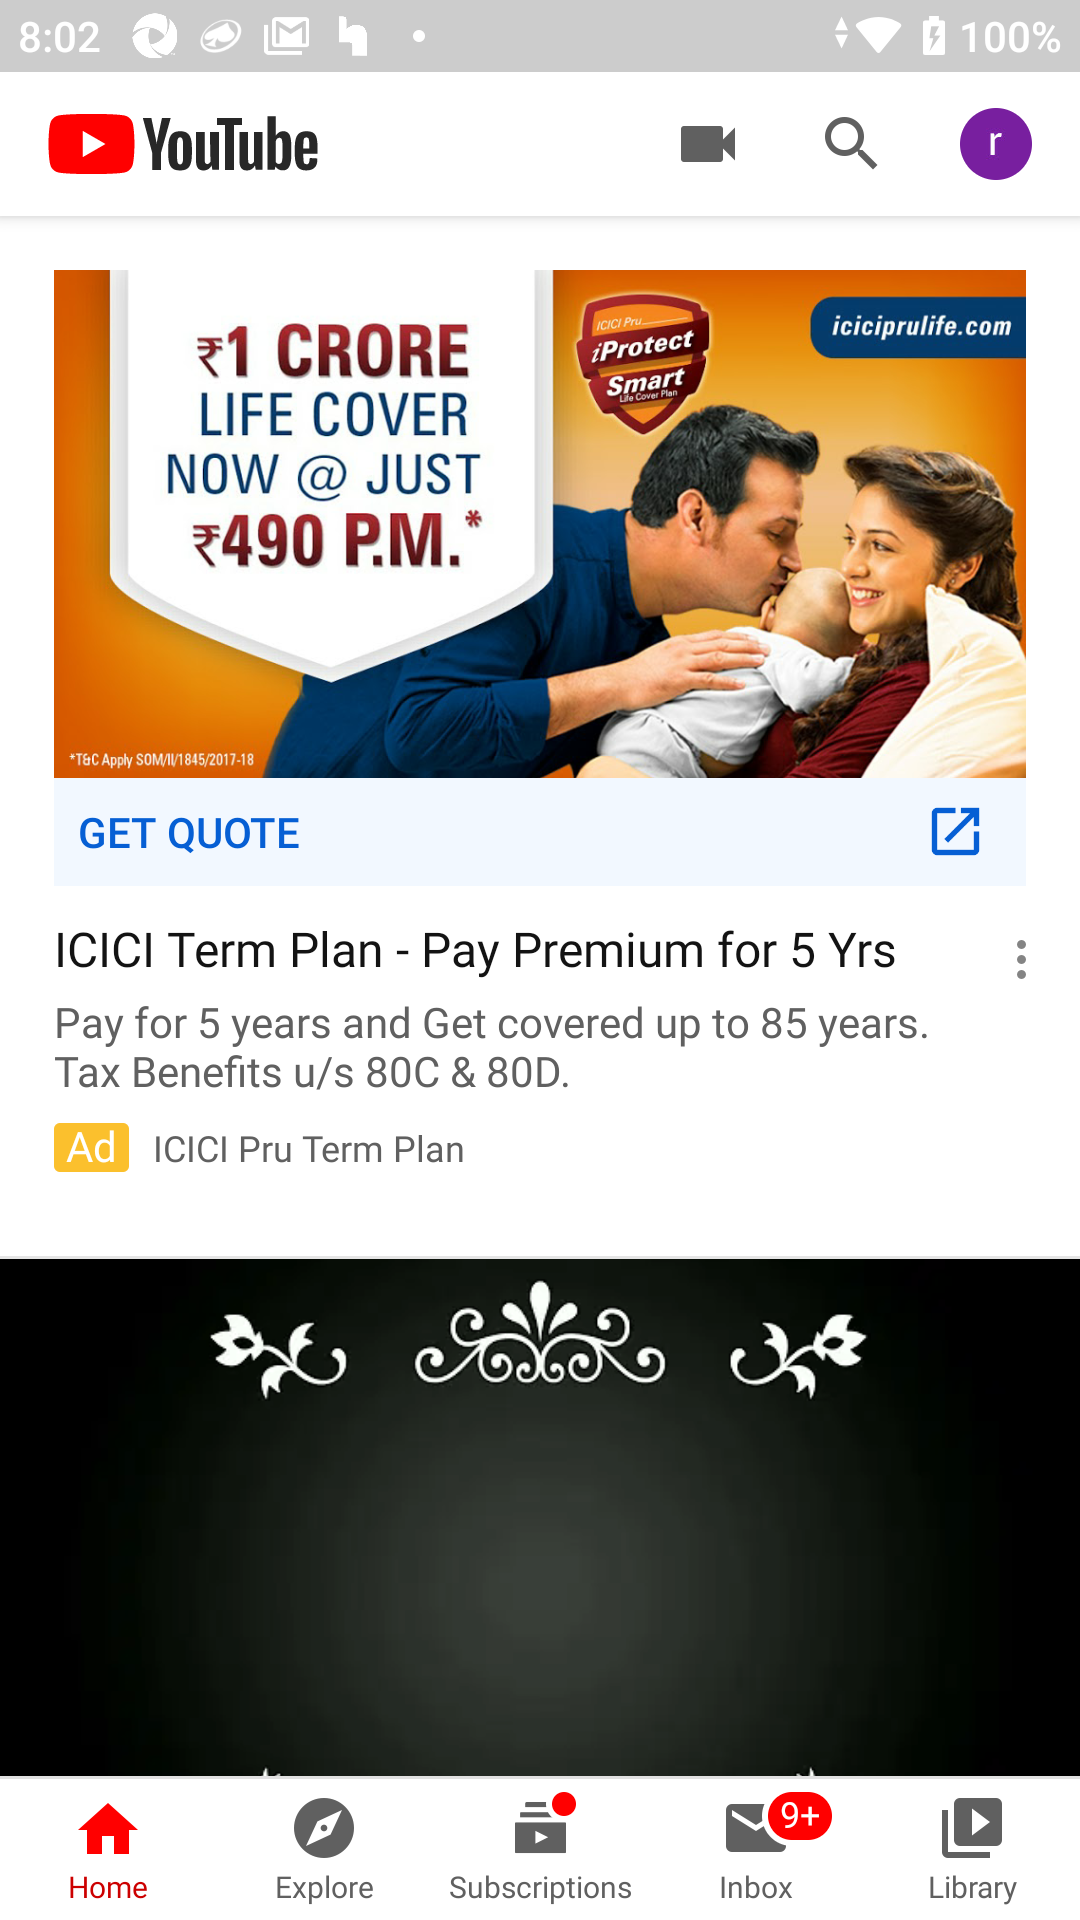 8:02
100%
YouTube
r
₹1 CRORE
LIFE COVER
NOW @ JUST
₹490 P.M.*
ICICI Pru
iProtect
Smart
Life Cover Plan
iciciprulife.com
*T&C Apply SOM/II/1845/2017-18
GET QUOTE
ICICI Term Plan - Pay Premium for 5 Yrs
Pay for 5 years and Get covered up to 85 years.
Tax Benefits u/s 80C & 80D.
Ad ICICI Pru Term Plan
9+
Home
Explore
Subscriptions
Inbox
Library